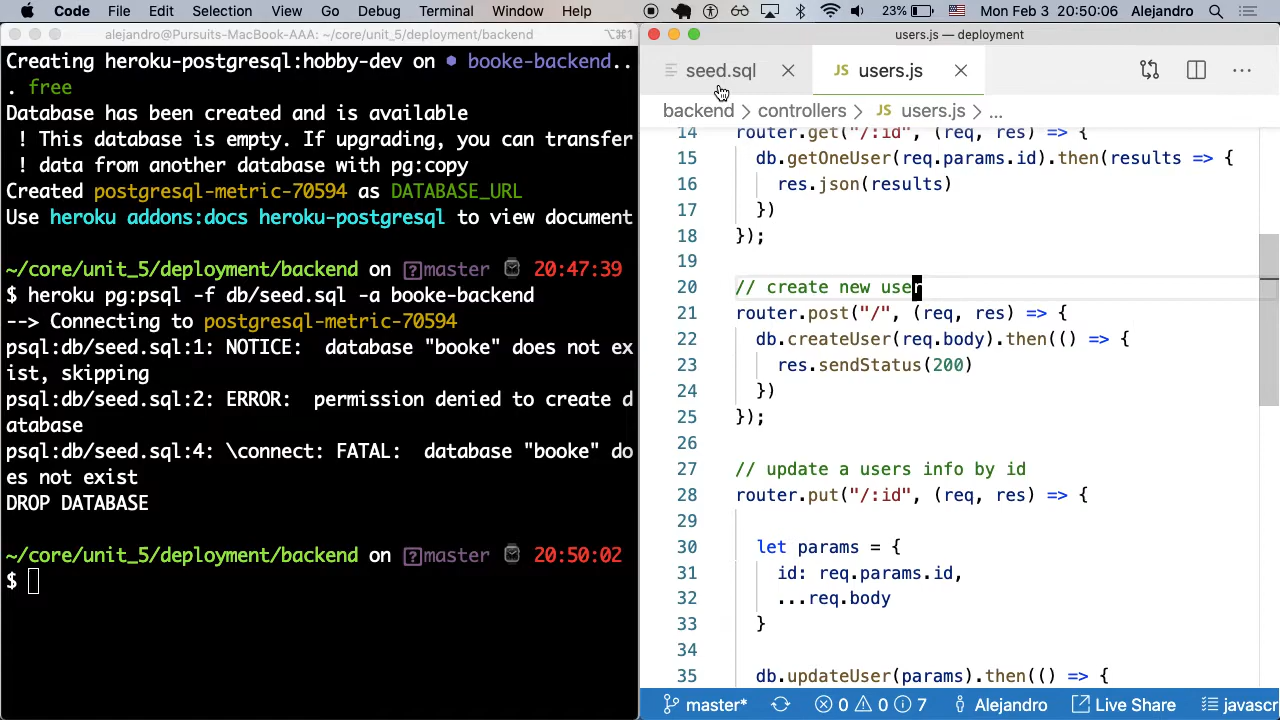 Code File Edit Selection View Go Debug Terminal Window Help 23% Mon Feb 3 20:50:06 Alejandro
alejandro@Pursuits-MacBook-AAA: ~/core/unit_5/deployment/backend ⌥⌘1
Creating heroku-postgresql:hobby-dev on ⬢ booke-backend..
. free
Database has been created and is available
! This database is empty. If upgrading, you can transfer
! data from another database with pg:copy
Created postgresql-metric-70594 as DATABASE_URL
Use heroku addons:docs heroku-postgresql to view document
~/core/unit_5/deployment/backend on master 20:47:39
$ heroku pg:psql -f db/seed.sql -a booke-backend
--> Connecting to postgresql-metric-70594
psql:db/seed.sql:1: NOTICE:  database "booke" does not ex
ist, skipping
psql:db/seed.sql:2: ERROR:  permission denied to create d
atabase
psql:db/seed.sql:4: \connect: FATAL:  database "booke" do
es not exist
DROP DATABASE
~/core/unit_5/deployment/backend on master 20:50:02
$
users.js — deployment
seed.sql JS users.js
backend > controllers > JS users.js > ...
14 router.get("/:id", (req, res) => {
15 db.getOneUser(req.params.id).then(results => {
16 res.json(results)
17 })
18 });
19
20 // create new user
21 router.post("/", (req, res) => {
22 db.createUser(req.body).then(() => {
23 res.sendStatus(200)
24 })
25 });
26
27 // update a users info by id
28 router.put("/:id", (req, res) => {
29
30 let params = {
31 id: req.params.id,
32 ...req.body
33 }
34
35 db.updateUser(params).then(() => {
master* 0 0 7 Alejandro Live Share javascr